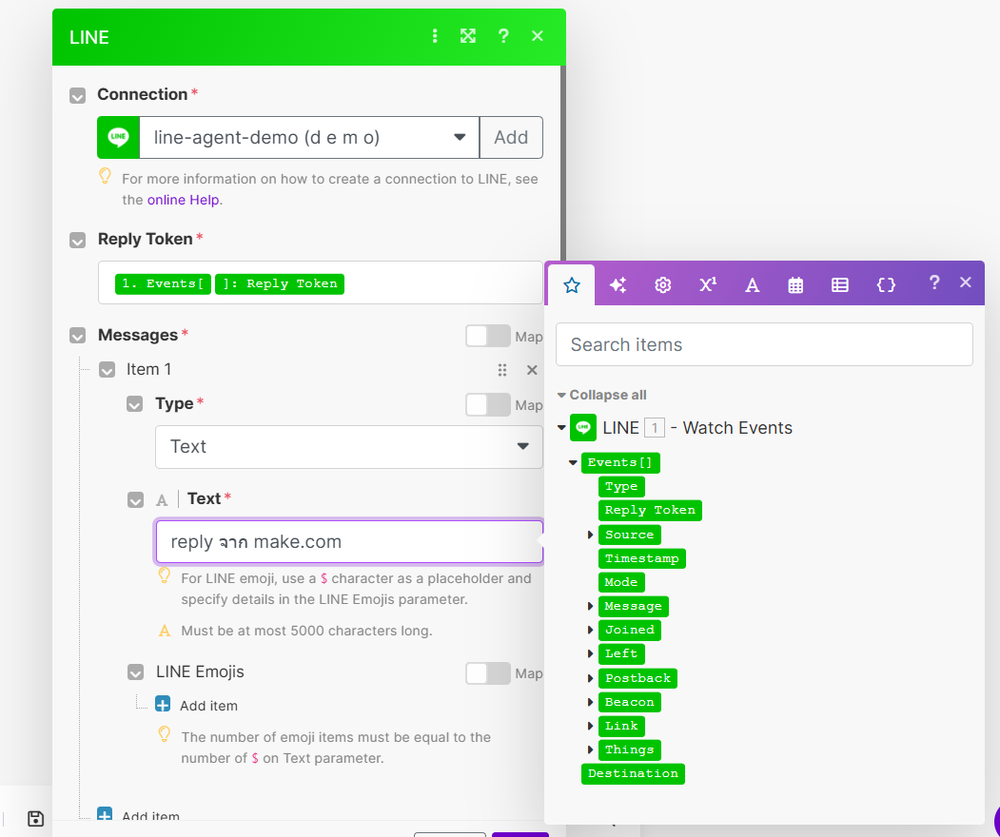 LINE
Connection *
LINE line-agent-demo (d e m o) Add
For more information on how to create a connection to LINE, see
the online Help.
Reply Token *
1. Events[ ]: Reply Token
Messages * Map
Item 1
Type * Map
Text
A Text *
reply จาก make.com
For LINE emoji, use a $ character as a placeholder and
specify details in the LINE Emojis parameter.
A Must be at most 5000 characters long.
LINE Emojis Map
Add item
The number of emoji items must be equal to the
number of $ on Text parameter.
Add item
Search items
Collapse all
LINE LINE 1 - Watch Events
Events[]
Type
Reply Token
Source
Timestamp
Mode
Message
Joined
Left
Postback
Beacon
Link
Things
Destination